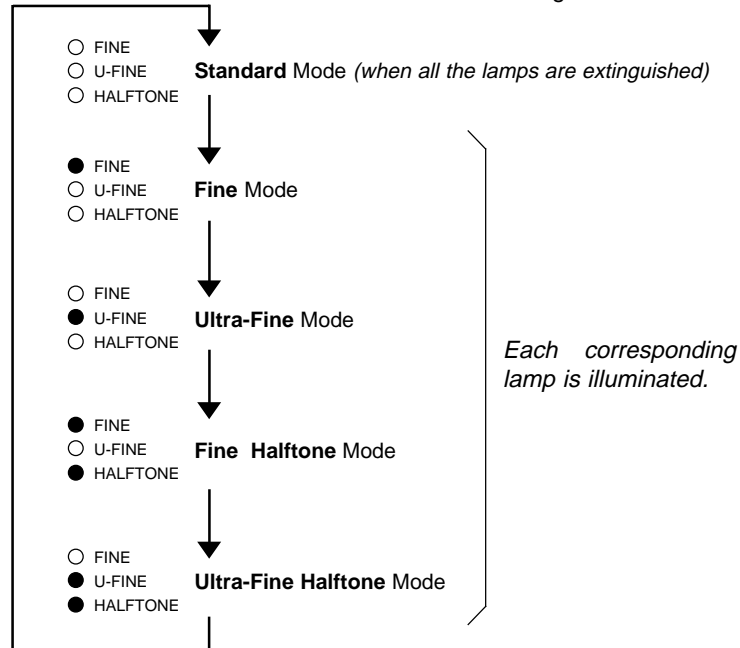 FINE
U-FINE Standard Mode (when all the lamps are extinguished)
HALFTONE
FINE
U-FINE Fine Mode
HALFTONE
FINE
U-FINE Ultra-Fine Mode
HALFTONE
Each corresponding
lamp is illuminated.
FINE
U-FINE Fine Halftone Mode
HALFTONE
FINE
U-FINE Ultra-Fine Halftone Mode
HALFTONE